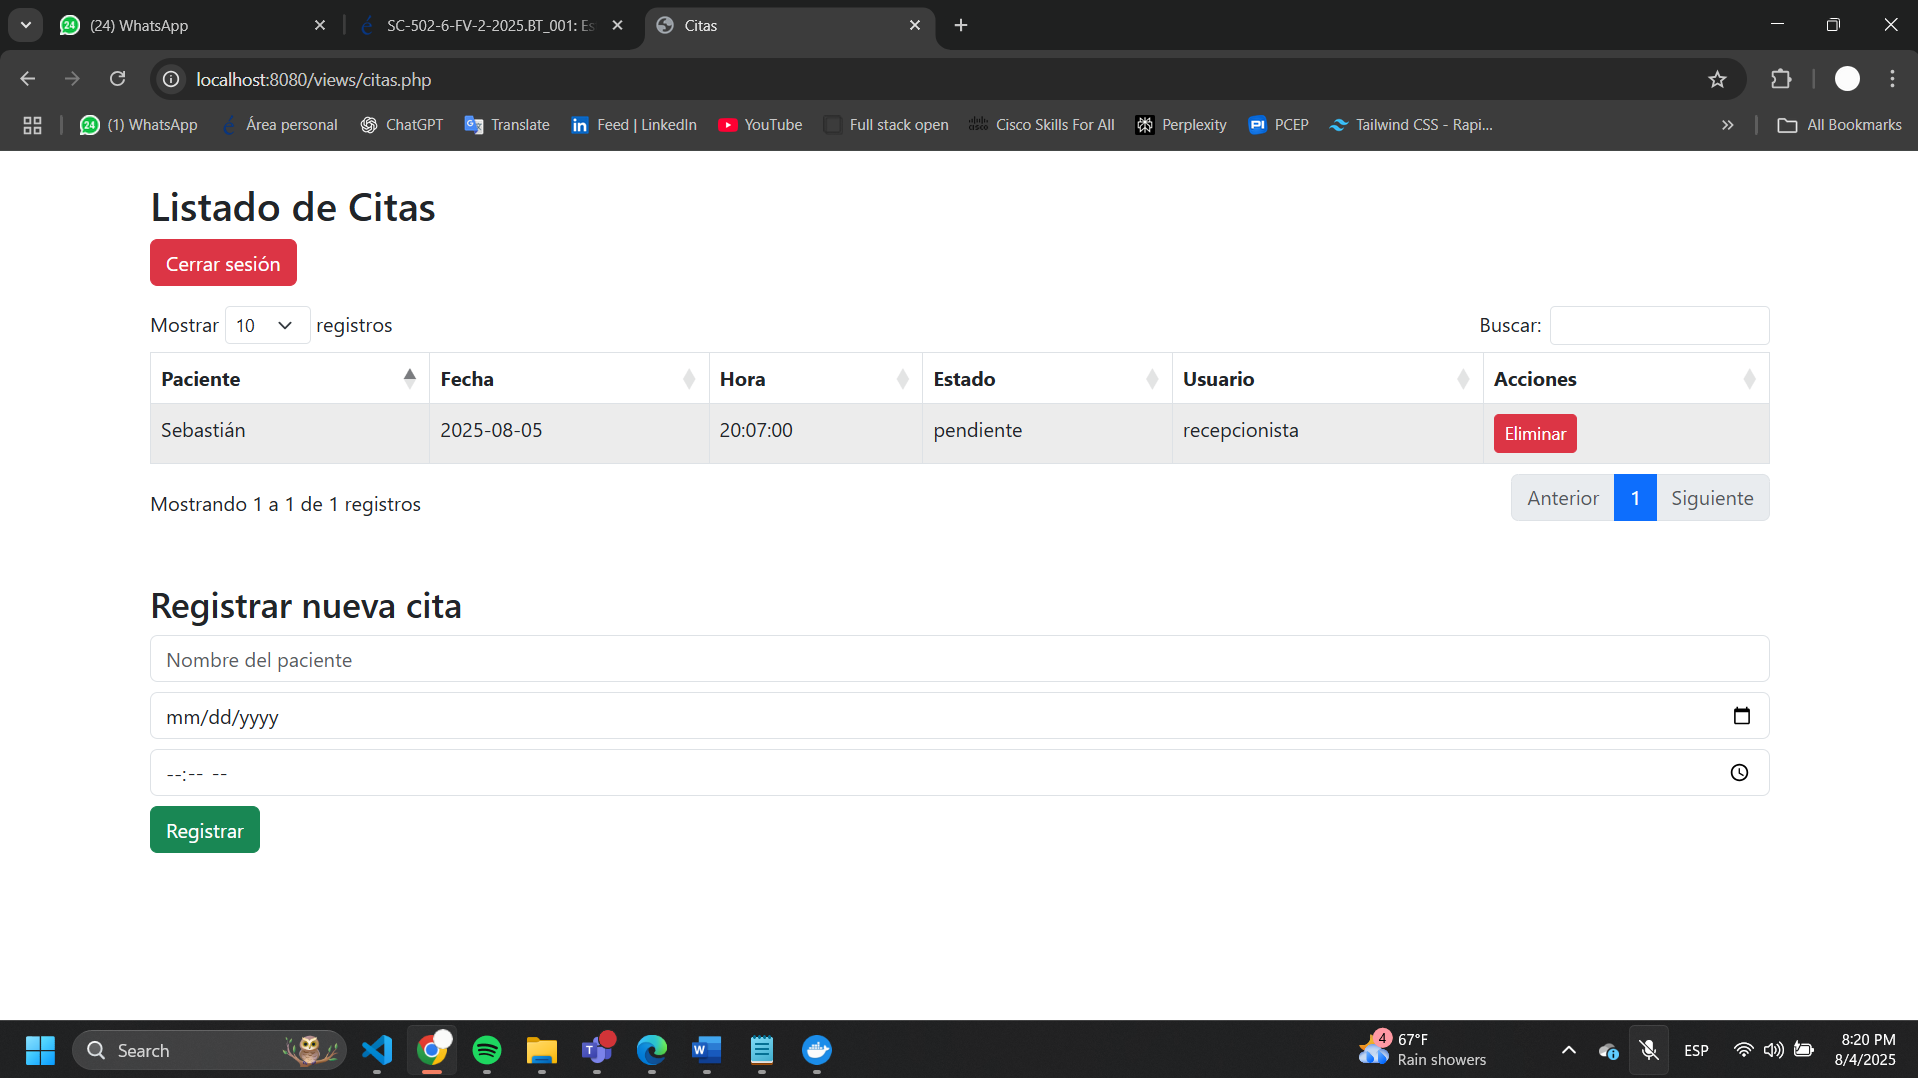 (24) WhatsApp
SC-502-6-FV-2-2025.BT_001: Es
Citas
localhost:8080/views/citas.php
(1) WhatsApp
Área personal
ChatGPT
Translate
Feed | LinkedIn
YouTube
Full stack open
Cisco Skills For All
Perplexity
PCEP
Tailwind CSS - Rapi...
All Bookmarks
Listado de Citas
Cerrar sesión
Mostrar 10 registros
Buscar:
Paciente Fecha Hora Estado Usuario Acciones
Sebastián 2025-08-05 20:07:00 pendiente recepcionista Eliminar
Mostrando 1 a 1 de 1 registros
Anterior 1 Siguiente
Registrar nueva cita
Nombre del paciente
mm/dd/yyyy
--:-- --
Registrar
Search
4
67°F
Rain showers
ESP
8:20 PM
8/4/2025